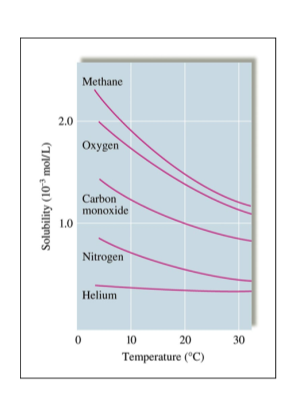 Methane
2.0
Oxygen
Solubility (10⁻³ mol/L)
Carbon
monoxide
1.0
Nitrogen
Helium
0 10 20 30
Temperature (°C)